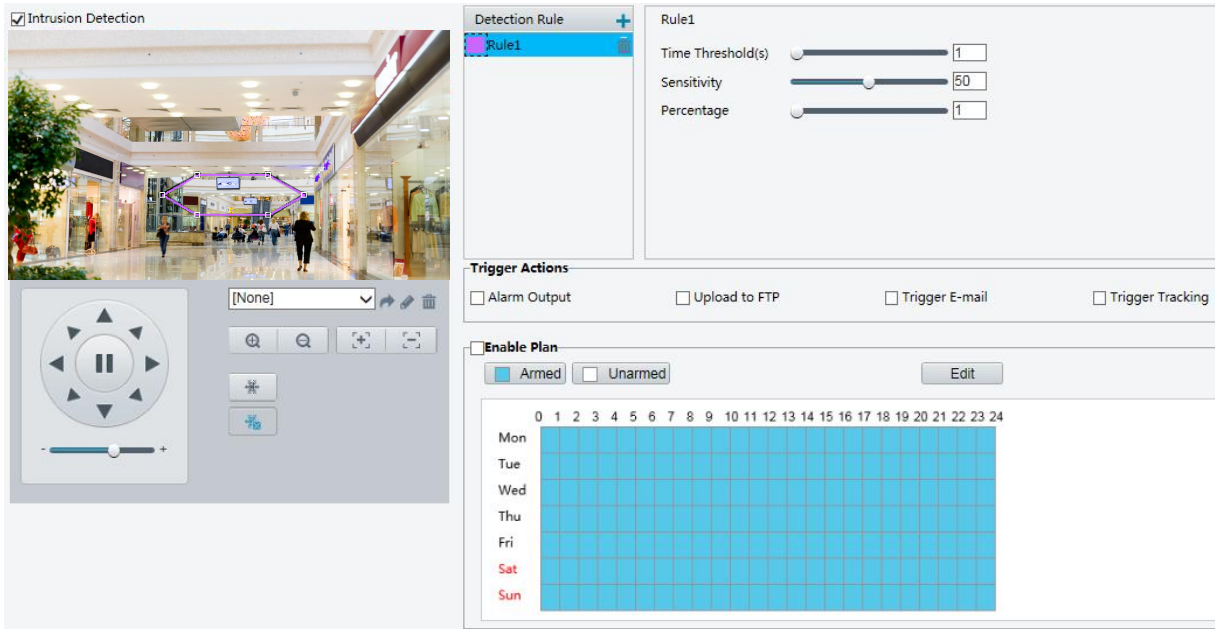 Intrusion Detection
Detection Rule
Rule1
Rule1
Time Threshold(s) 1
Sensitivity 50
Percentage 1
Trigger Actions
Alarm Output Upload to FTP Trigger E-mail Trigger Tracking
[None]
- +
Enable Plan
Armed Unarmed Edit
0 1 2 3 4 5 6 7 8 9 10 11 12 13 14 15 16 17 18 19 20 21 22 23 24
Mon
Tue
Wed
Thu
Fri
Sat
Sun